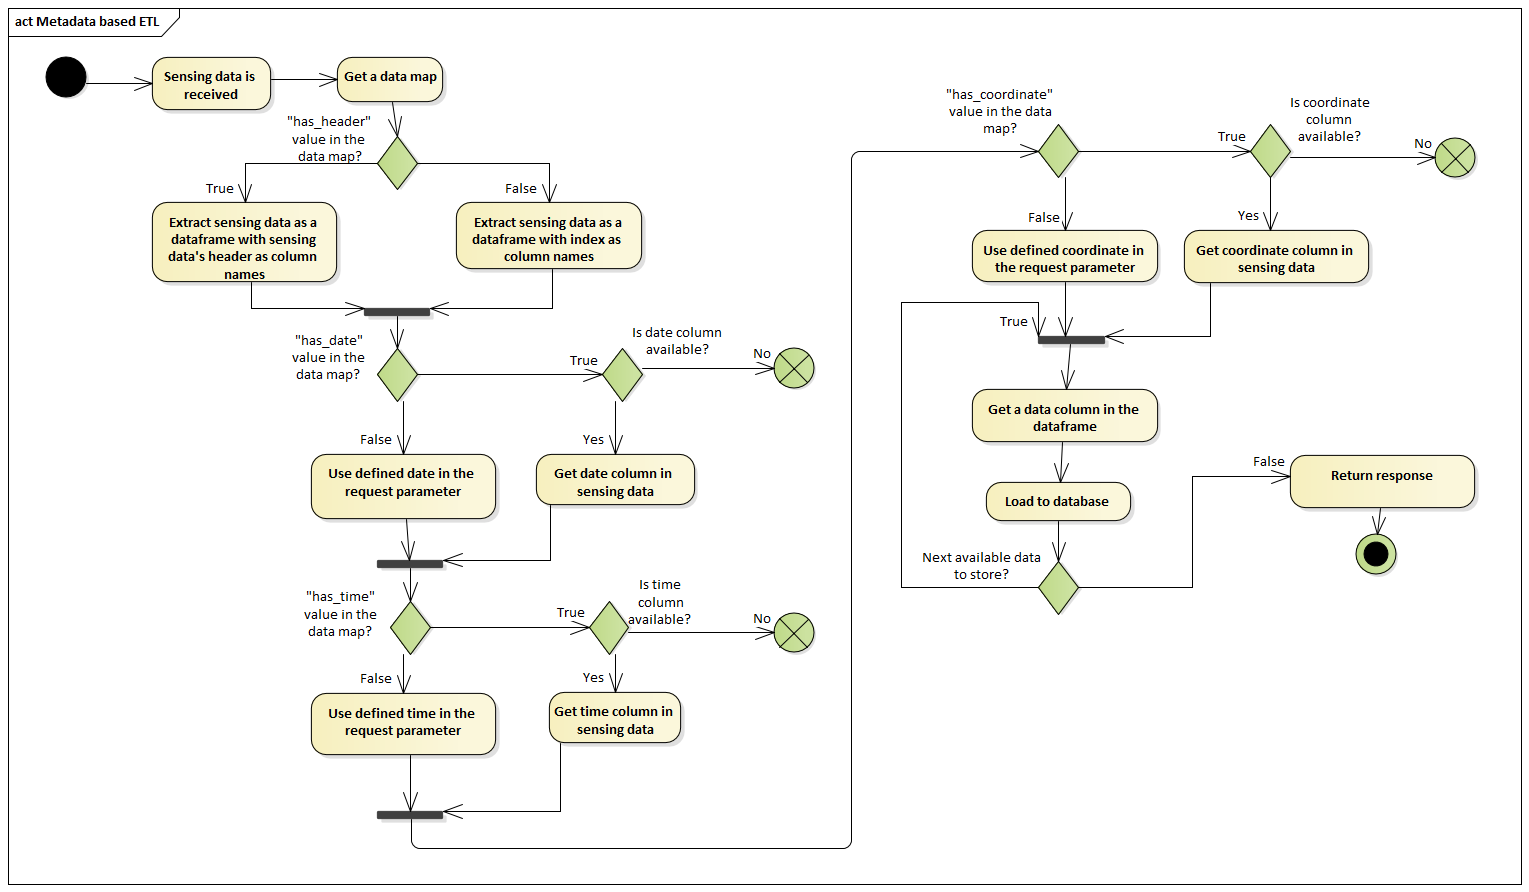 act Metadata based ETL
Sensing data is
received
Get a data map
"has_header"
value in the
data map?
True
False
Extract sensing data as a
dataframe with sensing
data's header as column
names
Extract sensing data as a
dataframe with index as
column names
"has_date"
value in the
data map?
True
Is date column
available?
No
False
Yes
Use defined date in the
request parameter
Get date column in
sensing data
"has_time"
value in the
data map?
True
Is time
column
available?
No
False
Yes
Use defined time in the
request parameter
Get time column in
sensing data
"has_coordinate"
value in the data
map?
True
Is coordinate
column
available?
No
False
Yes
Use defined coordinate in
the request parameter
Get coordinate column in
sensing data
True
Get a data column in the
dataframe
Load to database
Next available data
to store?
False
Return response